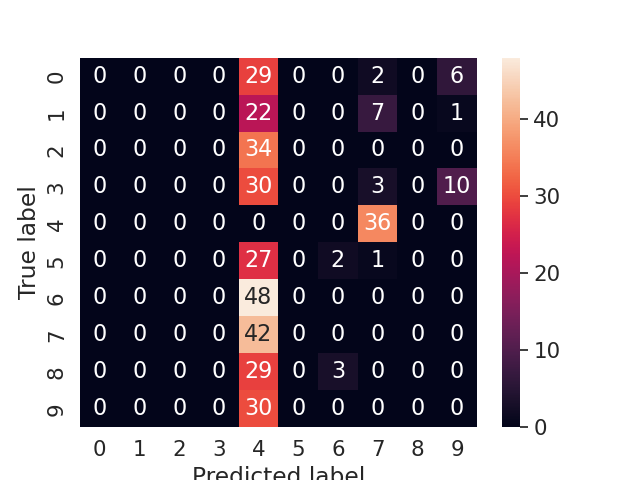 0 0 0 0 0 29 0 0 2 0 6
1 0 0 0 0 22 0 0 7 0 1
2 0 0 0 0 34 0 0 0 0 0
3 0 0 0 0 30 0 0 3 0 10
4 0 0 0 0 0 0 0 36 0 0
5 0 0 0 0 27 0 2 1 0 0
6 0 0 0 0 48 0 0 0 0 0
7 0 0 0 0 42 0 0 0 0 0
8 0 0 0 0 29 0 3 0 0 0
9 0 0 0 0 30 0 0 0 0 0
True label
0 1 2 3 4 5 6 7 8 9
Predicted label
40
30
20
10
0